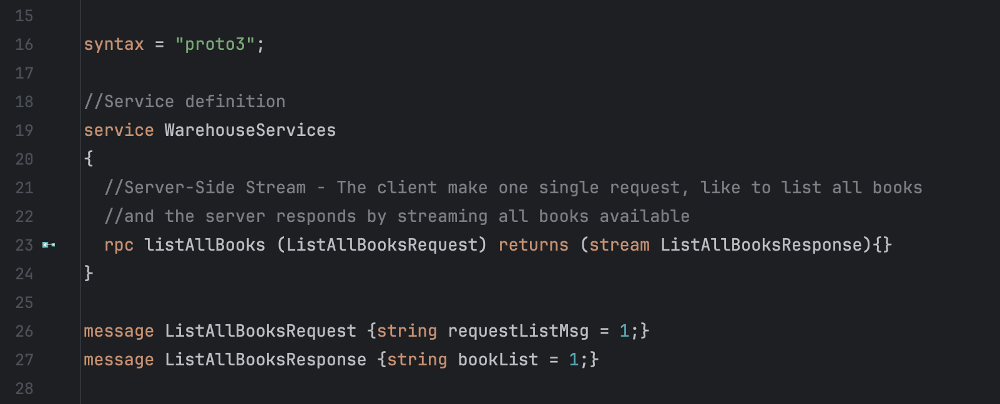 15
16 syntax = "proto3";
17
18 //Service definition
19 service WarehouseServices
20 {
21 //Server-Side Stream - The client make one single request, like to list all books
22 //and the server responds by streaming all books available
23 rpc listAllBooks (ListAllBooksRequest) returns (stream ListAllBooksResponse){}
24 }
25
26 message ListAllBooksRequest {string requestListMsg = 1;}
27 message ListAllBooksResponse {string bookList = 1;}
28